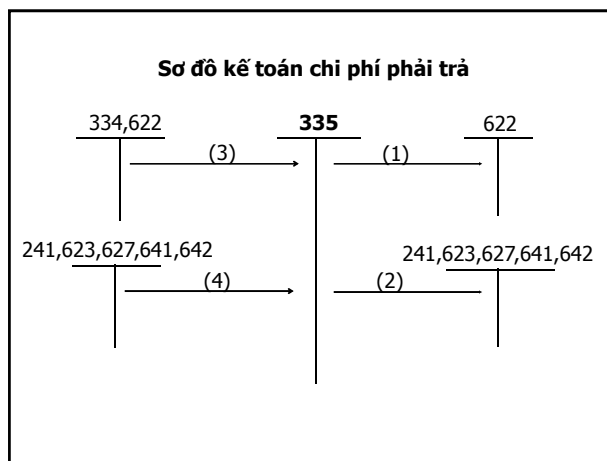 Sơ đồ kế toán chi phí phải trả
334,622 335 622
(3) (1)
241,623,627,641,642 241,623,627,641,642
(4) (2)